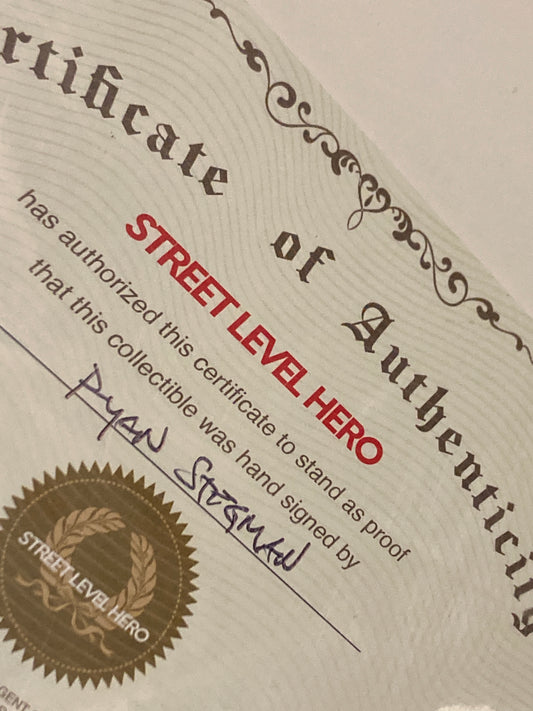 rtificate of Authenticity
STREET LEVEL HERO
has authorized this certificate to stand as proof
that this collectible was hand signed by
RYAN STEGMAN
STREET LEVEL HERO